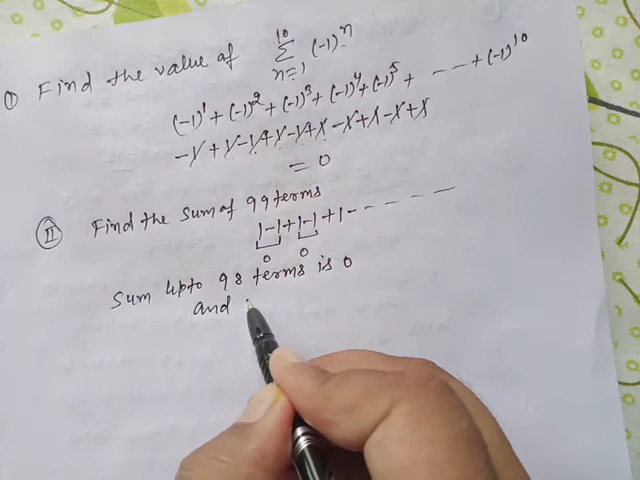 I Find the value of 10 ∑ n=1 (-1)^n
(-1)^1 + (-1)^2 + (-1)^3 + (-1)^4 + (-1)^5 + --- + (-1)^10
-1 + 1 - 1 + 1 - 1 + 1 - 1 + 1 - 1 + 1
= 0
II Find the sum of 99 terms
1-1+1-1+1------
0 0
Sum upto 98 terms is 0
and